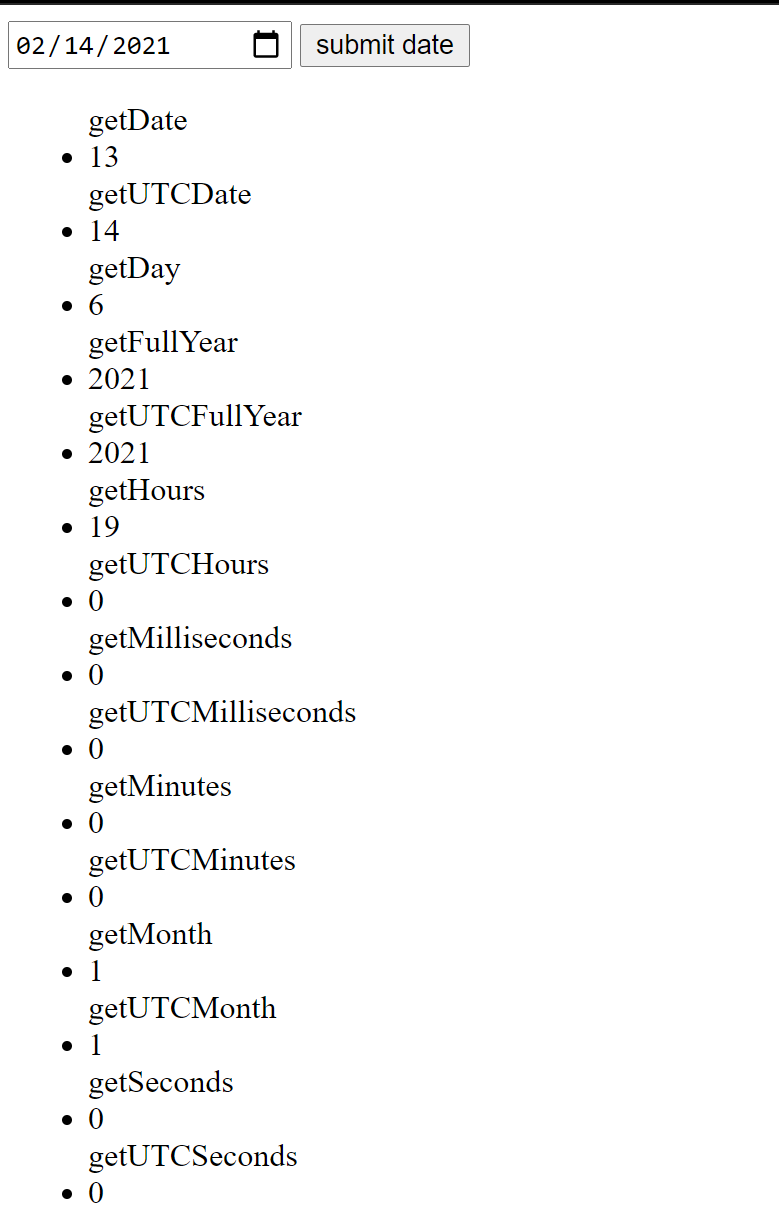 02/14/2021 submit date
getDate
13
getUTCDate
14
getDay
6
getFullYear
2021
getUTCFullYear
2021
getHours
19
getUTCHours
0
getMilliseconds
0
getUTCMilliseconds
0
getMinutes
0
getUTCMinutes
0
getMonth
1
getUTCMonth
1
getSeconds
0
getUTCSeconds
0